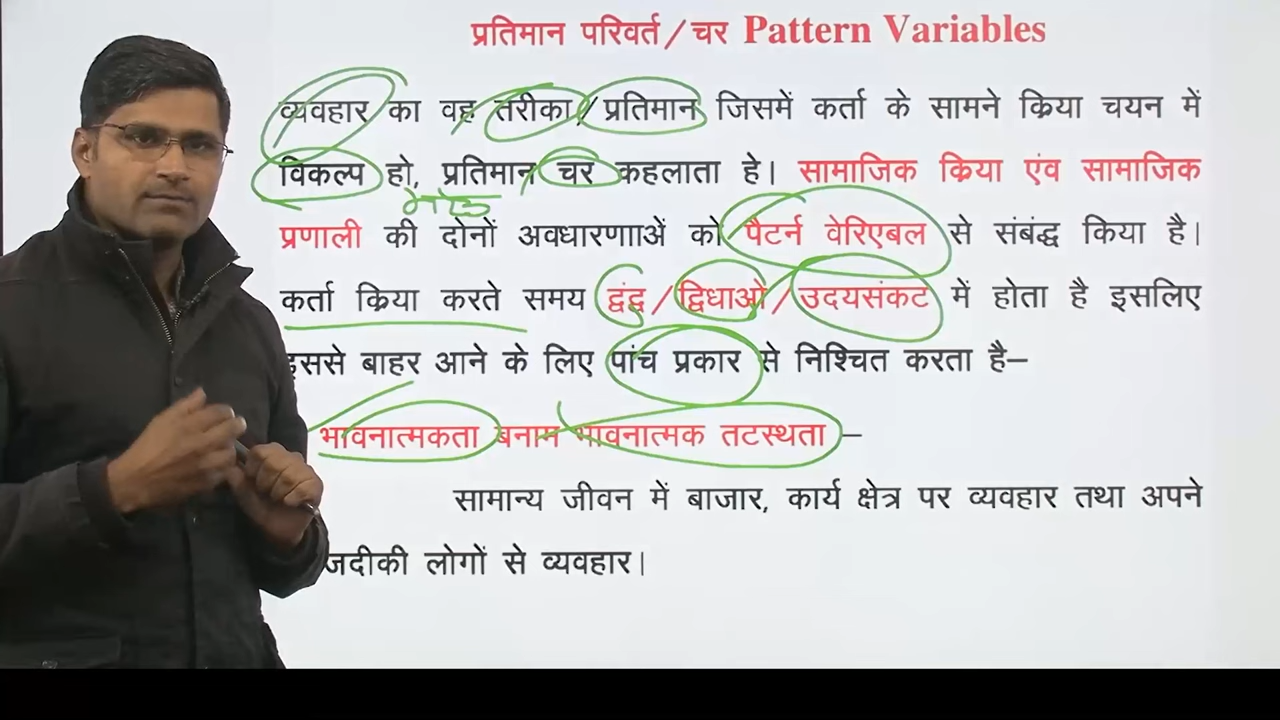 प्रतिमान परिवर्त/चर Pattern Variables
व्यवहार का वह तरीका/प्रतिमान जिसमें कर्ता के सामने क्रिया चयन में
विकल्प हो, प्रतिमान चर कहलाता है। सामाजिक क्रिया एंव सामाजिक
प्रणाली की दोनों अवधारणााओं को पैटर्न वेरिएबल से संबंद्ध किया है।
कर्ता क्रिया करते समय द्वंद्व/द्विधाओं/उदयसंकट में होता है इसलिए
इससे बाहर आने के लिए पांच प्रकार से निश्चित करता है–
भावनात्मकता बनाम भावनात्मक तटस्थता–
सामान्य जीवन में बाजार, कार्य क्षेत्र पर व्यवहार तथा अपने
जदीकी लोगों से व्यवहार।